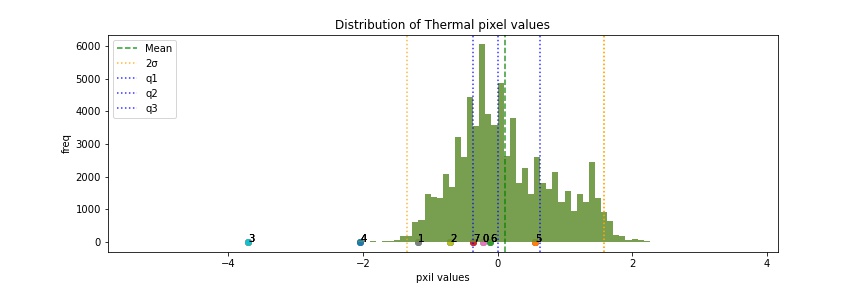 Distribution of Thermal pixel values
Mean
2σ
q1
q2
q3
freq
6000
5000
4000
3000
2000
1000
0
3 4 1 2 7 0 6 5
−4 −2 0 2 4
pxil values